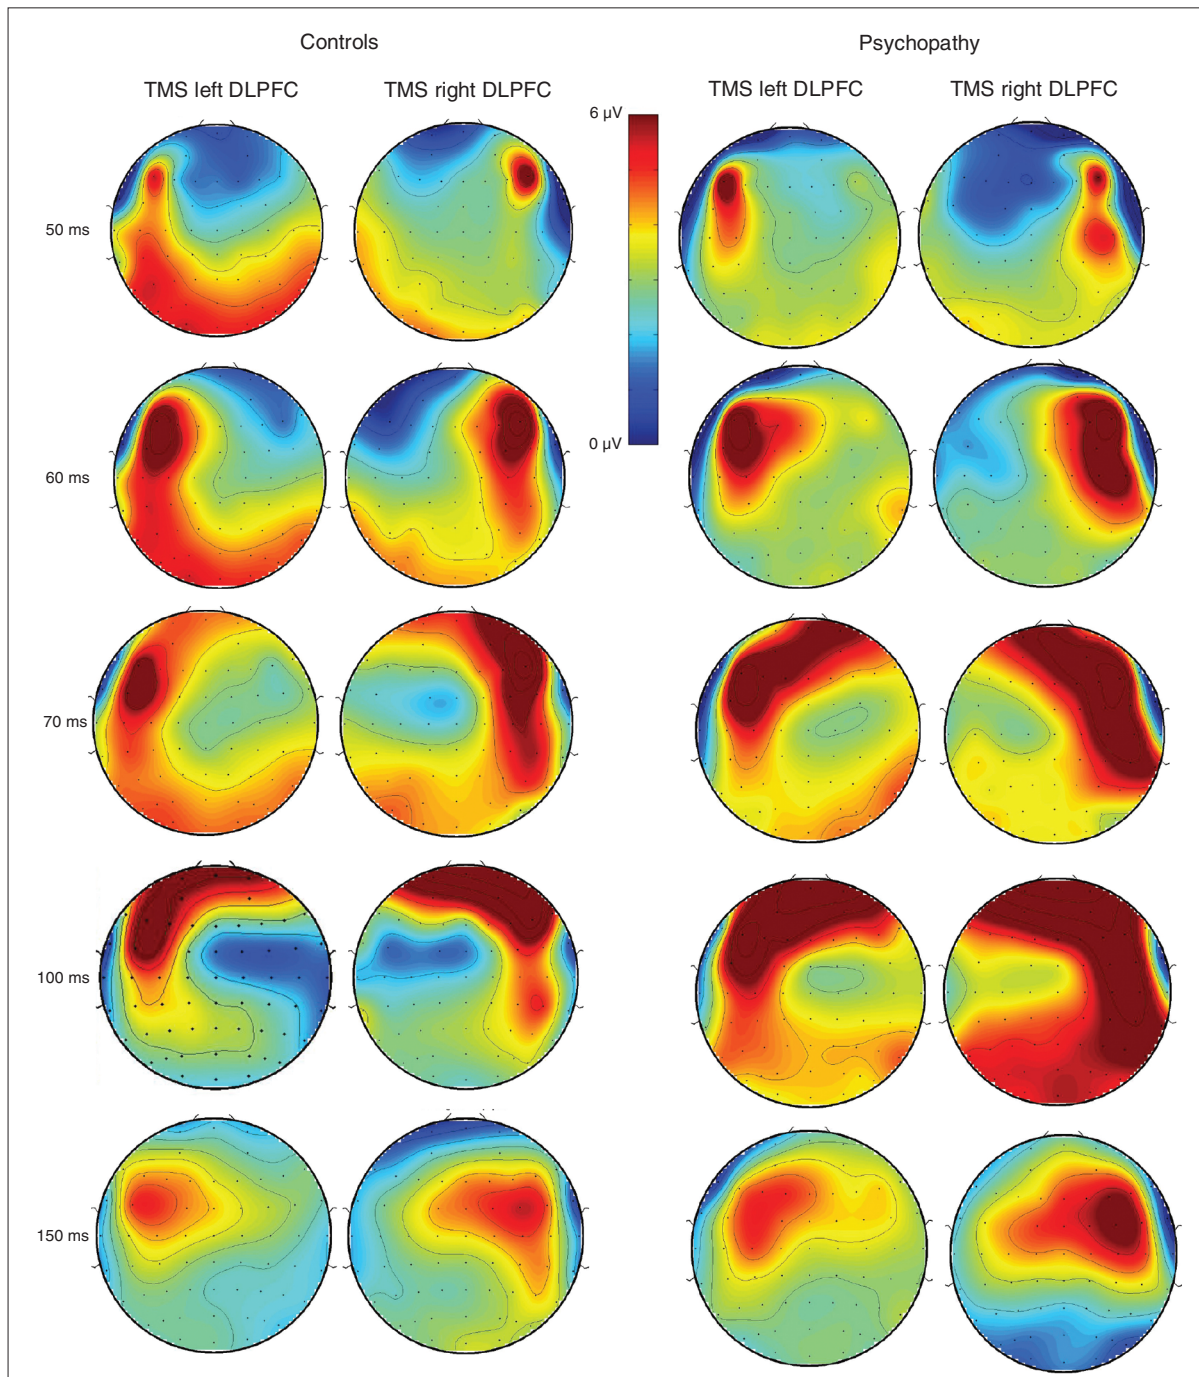 Controls
Psychopathy
TMS left DLPFC
TMS right DLPFC
TMS left DLPFC
TMS right DLPFC
6 µV
0 µV
50 ms
60 ms
70 ms
100 ms
150 ms